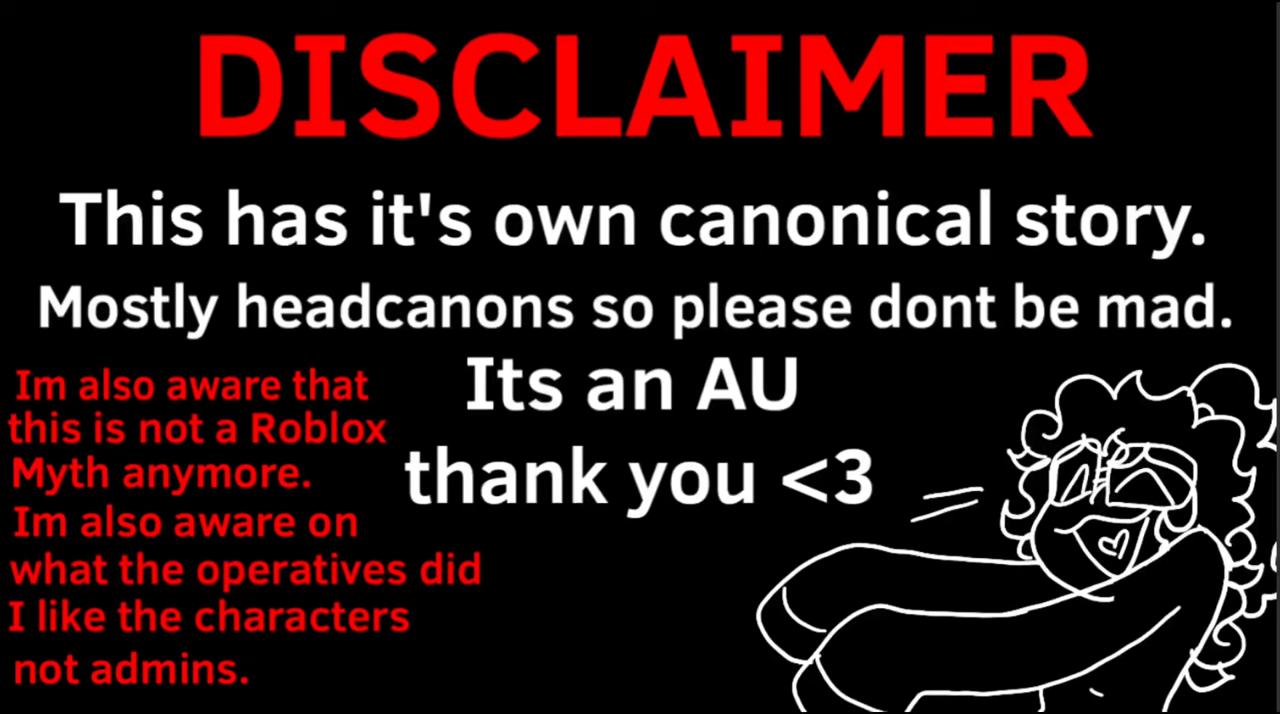 DISCLAIMER
This has it's own canonical story.
Mostly headcanons so please dont be mad.
Its an AU
thank you <3
Im also aware that
this is not a Roblox
Myth anymore.
Im also aware on
what the operatives did
I like the characters
not admins.